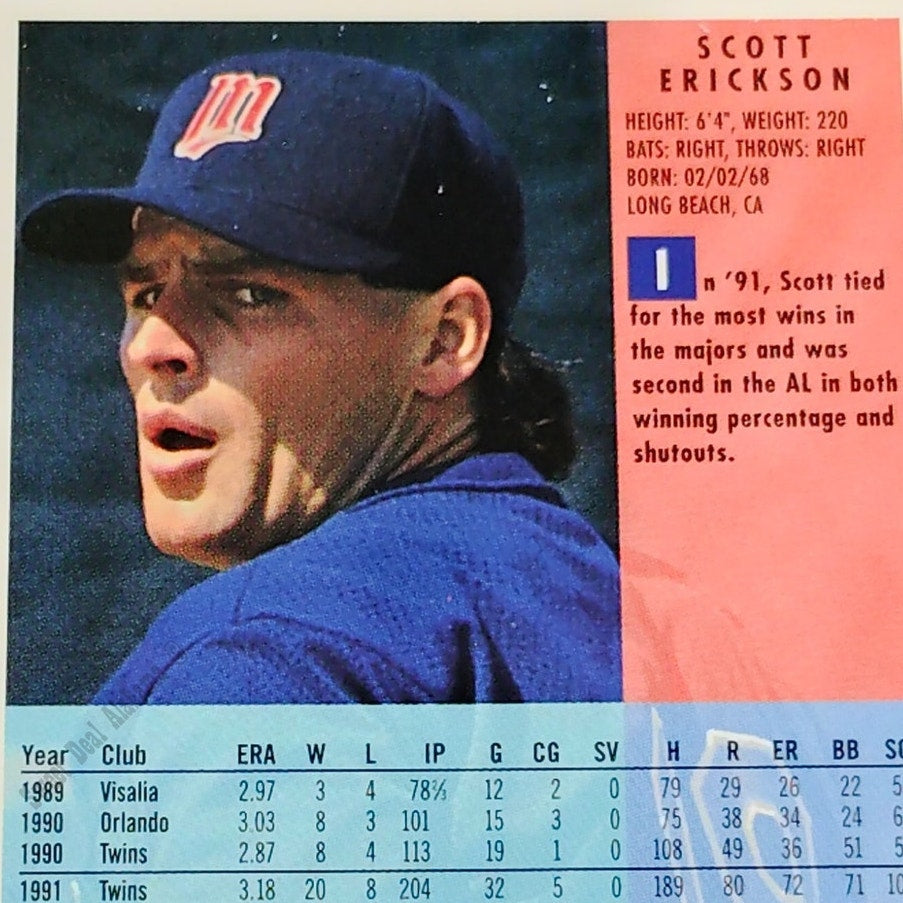 m
SCOTT
ERICKSON
HEIGHT: 6'4", WEIGHT: 220
BATS: RIGHT, THROWS: RIGHT
BORN: 02/02/68
LONG BEACH, CA
In '91, Scott tied
for the most wins in
the majors and was
second in the AL in both
winning percentage and
shutouts.
Year Club ERA W L IP G CG SV H R ER BB
1989 Visalia 2.97 3 4 78⅔ 12 2 0 79 29 26 22
1990 Orlando 3.03 8 3 101 15 3 0 75 38 34 24
1990 Twins 2.87 8 4 113 19 1 0 108 49 36 51
1991 Twins 3.18 20 8 204 32 5 0 189 80 72 71